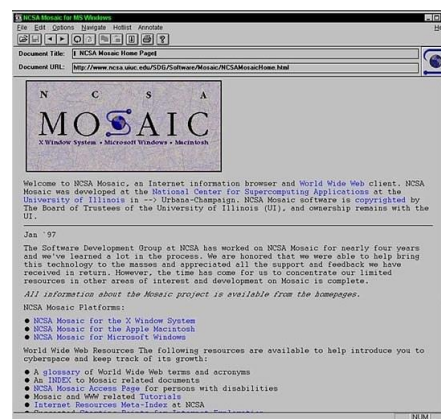 NCSA Mosaic for MS Windows
File Edit Options Navigate Hotlist Annotate
Document Title: NCSA Mosaic Home Page
Document URL: http://www.ncsa.uiuc.edu/SDG/Software/Mosaic/NCSAMosaicHome.html
N C S A
MOSAIC
X Window System • Microsoft Windows • Macintosh
Welcome to NCSA Mosaic, an Internet information browser and World Wide Web client. NCSA
Mosaic was developed at the National Center for Supercomputing Applications at the
University of Illinois in --> Urbana-Champaign. NCSA Mosaic software is copyrighted by
The Board of Trustees of the University of Illinois (UI), and ownership remains with the
UI.
Jan '97
The Software Development Group at NCSA has worked on NCSA Mosaic for nearly four years
and we've learned a lot in the process. We are honored that we were able to help bring
this technology to the masses and appreciated all the support and feedback we have
received in return. However, the time has come for us to concentrate our limited
resources in other areas of interest and development on Mosaic is complete.
All information about the Mosaic project is available from the homepages.
NCSA Mosaic Platforms:
● NCSA Mosaic for the X Window System
● NCSA Mosaic for the Apple Macintosh
● NCSA Mosaic for Microsoft Windows
World Wide Web Resources The following resources are available to help introduce you to
cyberspace and keep track of its growth:
● A glossary of World Wide Web terms and acronyms
● An INDEX to Mosaic related documents
● NCSA Mosaic Access Page for persons with disabilities
● Mosaic and WWW related Tutorials
● Internet Resources Meta-Index at NCSA
NUM